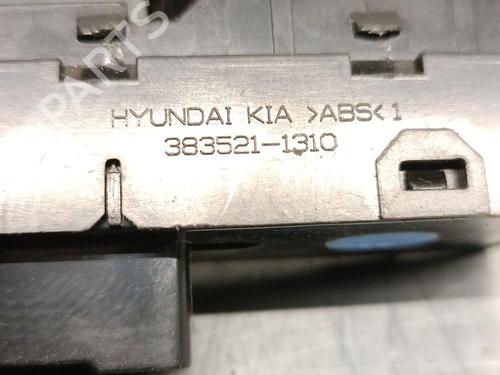 PARTS
HYUNDAI KIA >ABS< 1
383521-1310